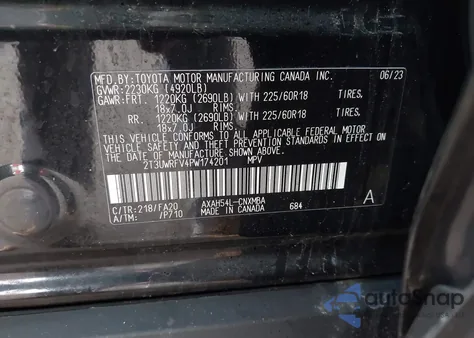 MFD. BY: TOYOTA MOTOR MANUFACTURING CANADA INC. 06/23
GVWR: 2230KG (4920LB)
GAWR: FRT. 1220KG (2690LB) WITH 225/60R18 TIRES.
18x7.0J RIMS.
RR. 1220KG (2690LB) WITH 225/60R18 TIRES.
18x7.0J RIMS.
THIS VEHICLE CONFORMS TO ALL APPLICABLE FEDERAL MOTOR
VEHICLE SAFETY AND BUMPER STANDARDS IN EFFECT ON
THE DATE OF MANUFACTURE SHOWN ABOVE.
2T3UWRFV4PW174201 MPV
C/TR: 218/FA20 AXAH54L-CNXMBA A
A/TM: /P710 MADE IN CANADA 684
autoSnap